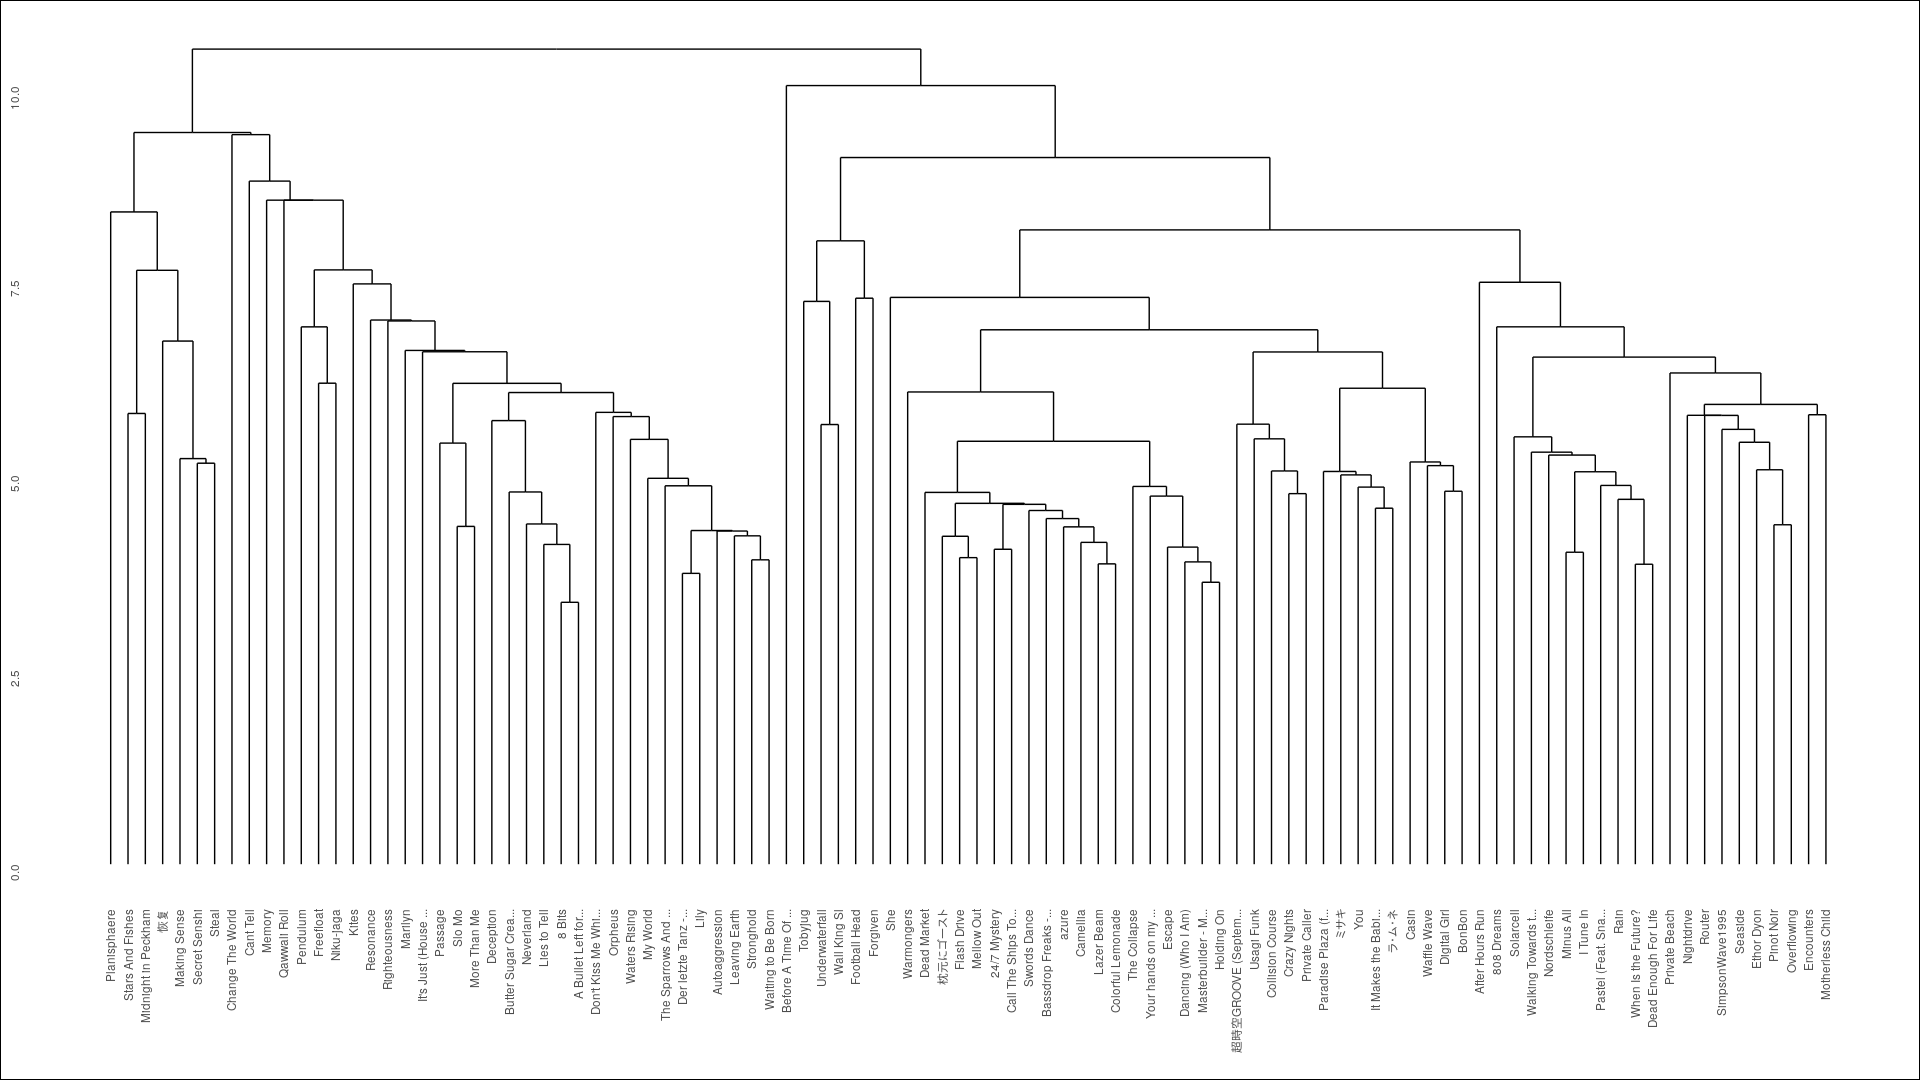 10.0
7.5
5.0
2.5
0.0
Planisphaere
Stars And Fishes
Midnight In Peckham
恢复
Making Sense
Secret Senshi
Steal
Change The World
Cant Tell
Memory
Qawwali Roll
Pendulum
Freefloat
Niku-jaga
Kites
Resonance
Righteousness
Marilyn
It's Just (House ...
Passage
Slo Mo
More Than Me
Deception
Butter Sugar Crea...
Neverland
Lies to Tell
8 Bits
A Bullet Left for...
Don't Kiss Me Whi...
Orpheus
Waters Rising
My World
The Sparrows And ...
Der letzte Tanz -...
Lily
Autoaggression
Leaving Earth
Stronghold
Waiting to Be Born
Before A Time Of ...
Tobyjug
Underwaterfall
Wall King Si
Football Head
Forgiven
She
Warmongers
Dead Market
枕元にゴースト
Flash Drive
Mellow Out
24/7 Mystery
Call The Ships To...
Swords Dance
Bassdrop Freaks -...
azure
Camellia
Lazer Beam
Colorful Lemonade
The Collapse
Your hands on my ...
Escape
Dancing (Who I Am)
Masterbuilder - M...
Holding On
超時空GROOVE (Septem...
Usagi Funk
Collision Course
Crazy Nights
Private Caller
Paradise Plaza (f...
ミサキ
You
It Makes the Babi...
ラ・ム・ネ
Casin
Waffle Wave
Digital Girl
BonBon
After Hours Run
808 Dreams
Solarcell
Walking Towards t...
Nordschleife
Minus All
I Tune In
Pastel (Feat. Sna...
Rain
When Is the Future?
Dead Enough For Life
Private Beach
Nightdrive
Router
SimpsonWave1995
Seaside
Ethor Dyon
Pinot Noir
Overflowing
Encounters
Motherless Child